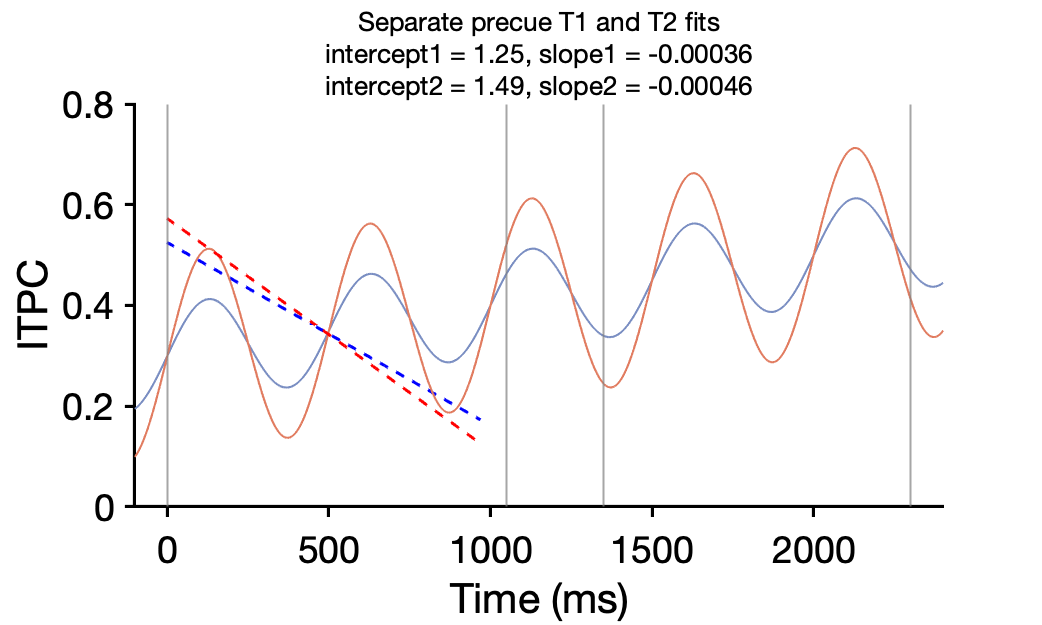 Separate precue T1 and T2 fits
intercept1 = 1.25, slope1 = -0.00036
intercept2 = 1.49, slope2 = -0.00046
0.8
0.6
0.4
0.2
0
ITPC
0 500 1000 1500 2000
Time (ms)